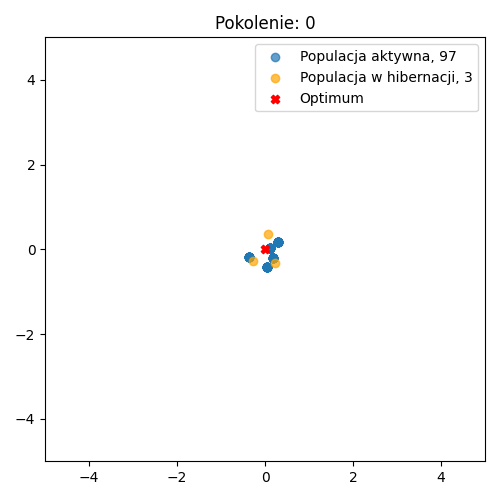 Pokolenie: 0
Populacja aktywna, 97
Populacja w hibernacji, 3
Optimum
4
2
0
−2
−4
−4
−2
0
2
4